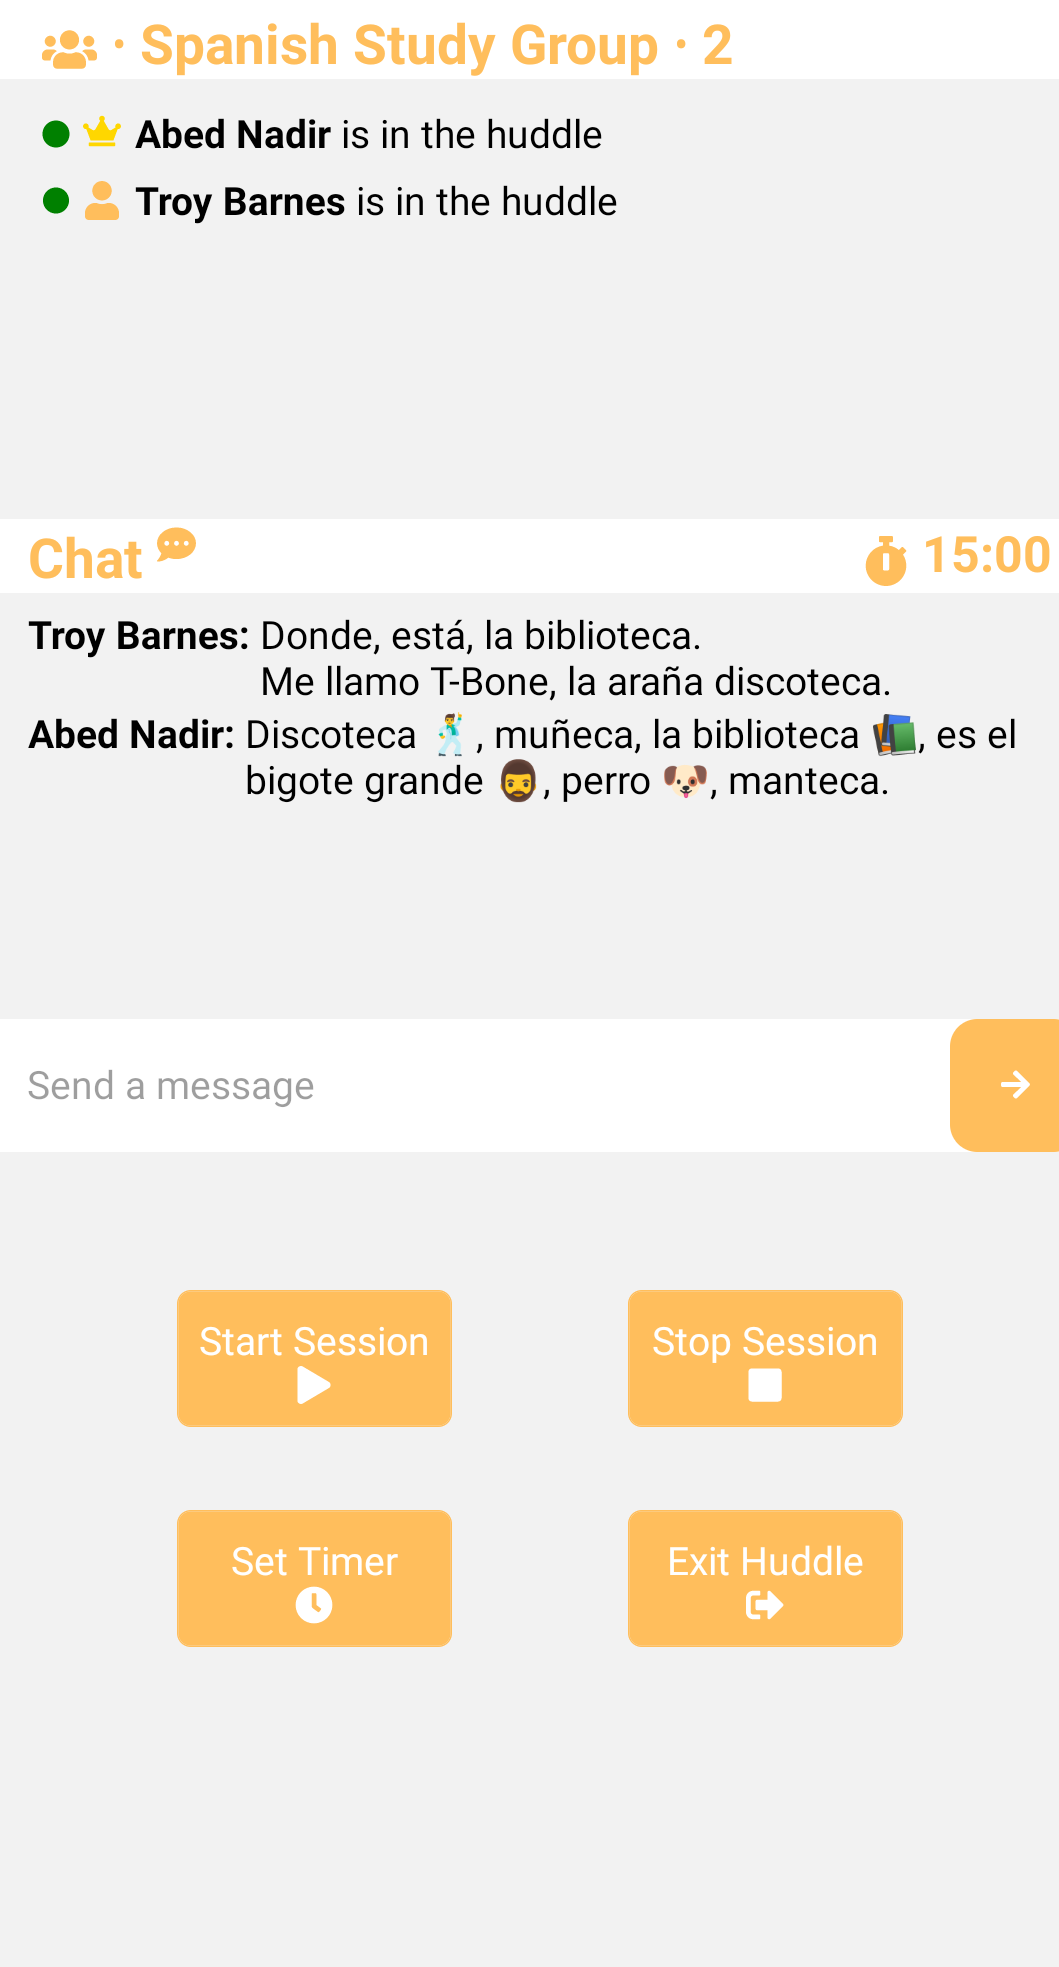 · Spanish Study Group · 2
Abed Nadir is in the huddle
Troy Barnes is in the huddle
Chat 15:00
Troy Barnes: Donde, está, la biblioteca.
Me llamo T-Bone, la araña discoteca.
Abed Nadir: Discoteca 🕺, muñeca, la biblioteca 📚, es el
bigote grande 🧔, perro 🐶, manteca.
Send a message
Start Session Stop Session
Set Timer Exit Huddle